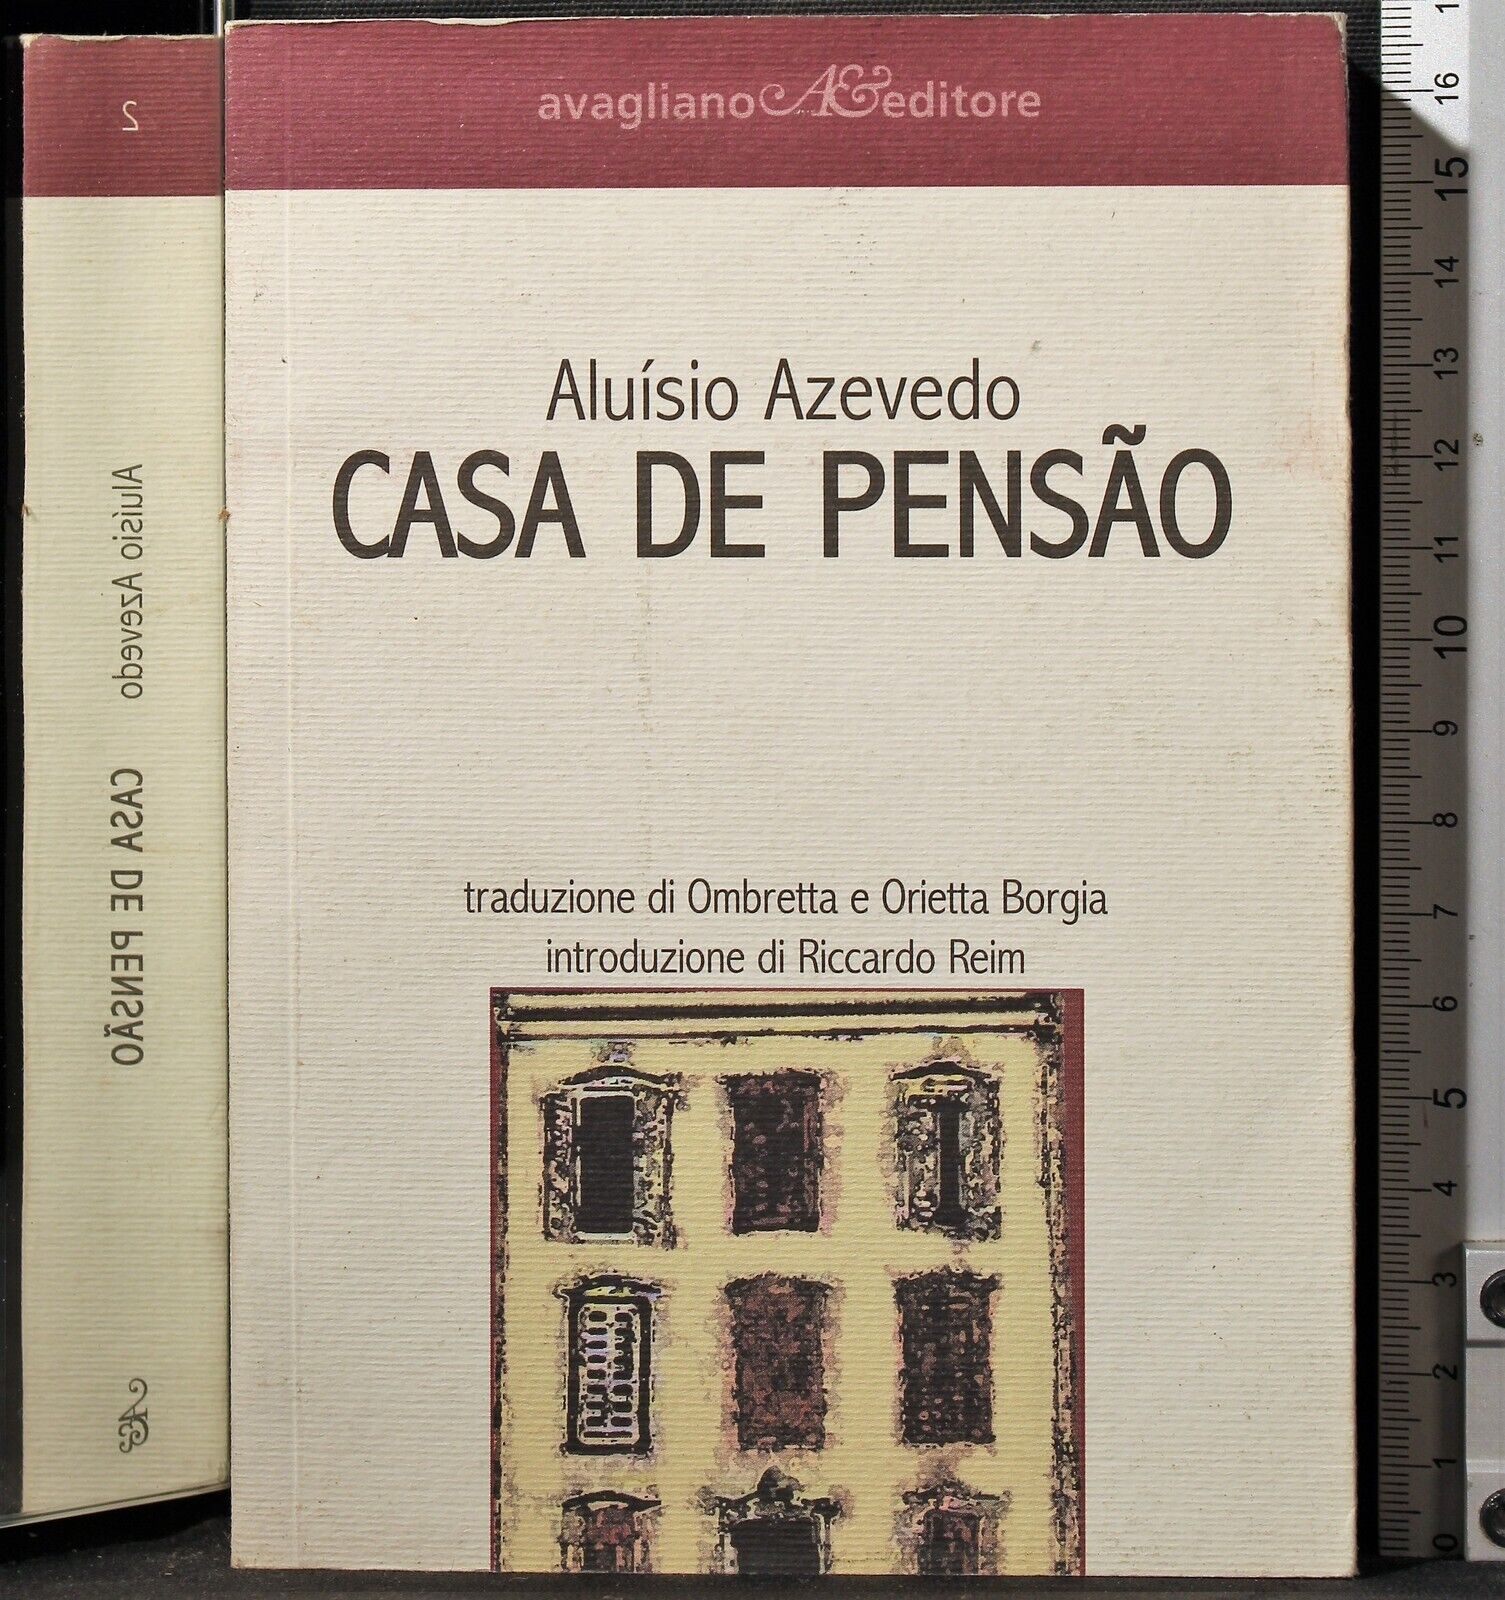 avagliano A& editore
Aluísio Azevedo
CASA DE PENSÃO
traduzione di Ombretta e Orietta Borgia
introduzione di Riccardo Reim
2
Aluísio Azevedo CASA DE PENSÃO
A&
16
15
14
13
12
11
10
9
8
7
6
5
4
3
2
1
0